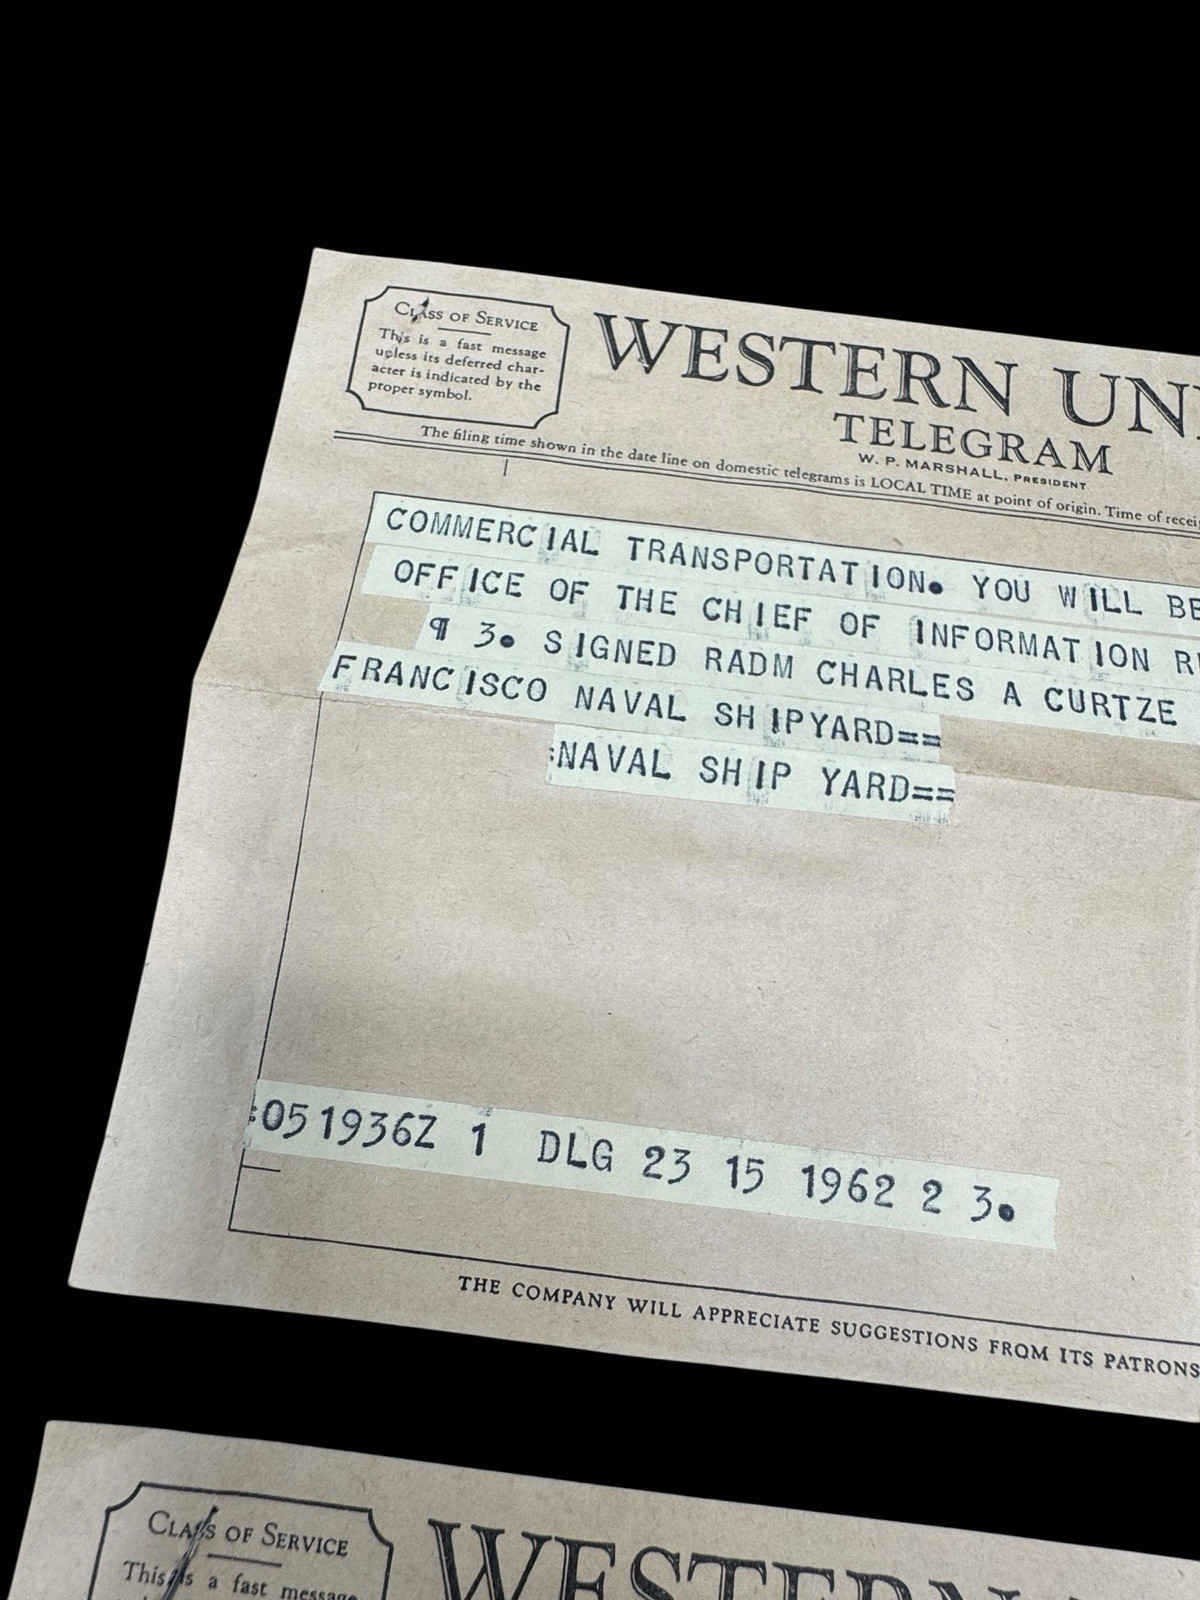 CLASS OF SERVICE
This is a fast message
unless its deferred char-
acter is indicated by the
proper symbol.
WESTERN UNI
TELEGRAM
W. P. MARSHALL, PRESIDENT
The filing time shown in the date line on domestic telegrams is LOCAL TIME at point of origin. Time of recei
COMMERCIAL TRANSPORTATION. YOU WILL BE
OFFICE OF THE CHIEF OF INFORMATION R
¶ 3. SIGNED RADM CHARLES A CURTZE
FRANCISCO NAVAL SHIPYARD==
:NAVAL SHIP YARD==
:051936Z 1 DLG 23 15 1962 2 3.
THE COMPANY WILL APPRECIATE SUGGESTIONS FROM ITS PATRONS
CLASS OF SERVICE
This is a fast message
WESTERN